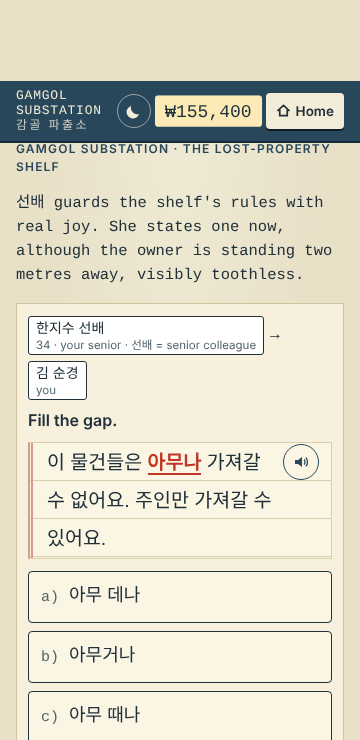 GAMGOL
SUBSTATION
감골 파출소
₩155,400
Home
GAMGOL SUBSTATION · THE LOST-PROPERTY
SHELF
선배 guards the shelf's rules with
real joy. She states one now,
although the owner is standing two
metres away, visibly toothless.
한지수 선배
34 · your senior · 선배 = senior colleague
→
김 순경
you
Fill the gap.
이 물건들은 아무나 가져갈
수 없어요. 주인만 가져갈 수
있어요.
a) 아무 데나
b) 아무거나
c) 아무 때나